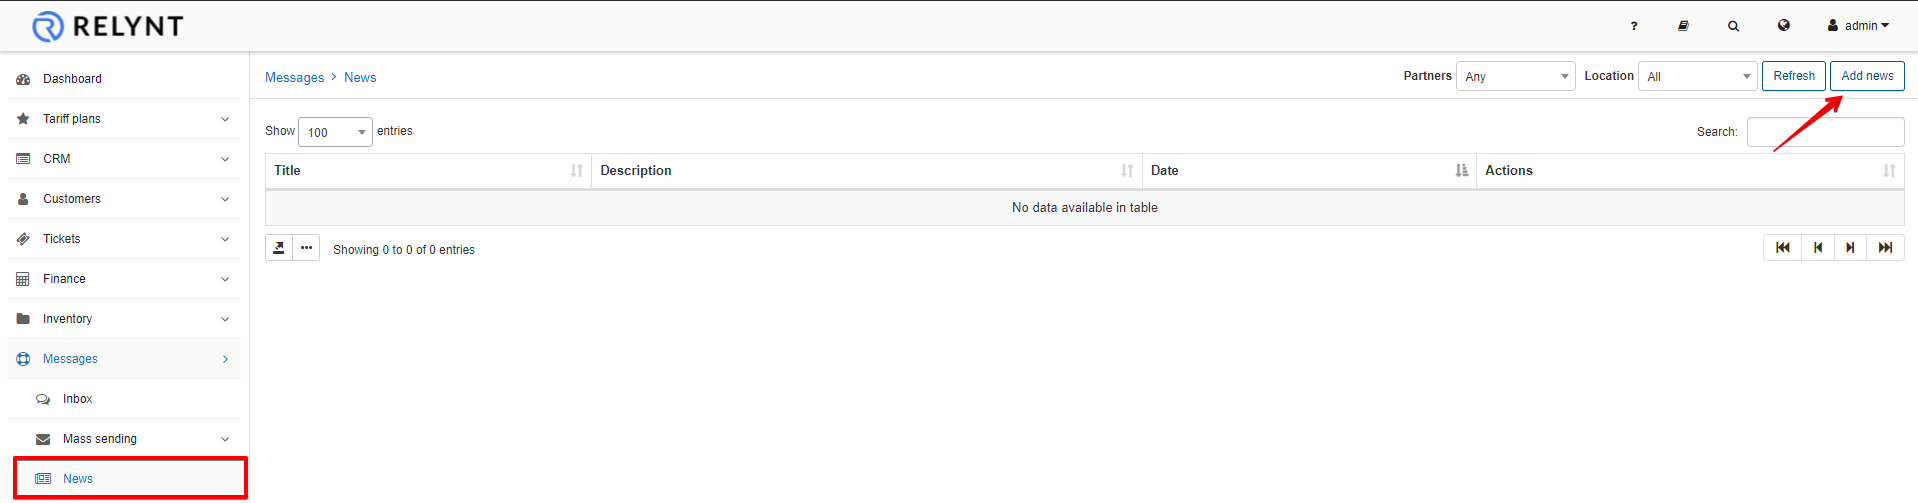 RELYNT
? admin
Dashboard
Tariff plans
CRM
Customers
Tickets
Finance
Inventory
Messages
Inbox
Mass sending
News
Messages > News
Partners Any Location All Refresh Add news
Show 100 entries
Search:
Title Description Date Actions
No data available in table
Showing 0 to 0 of 0 entries